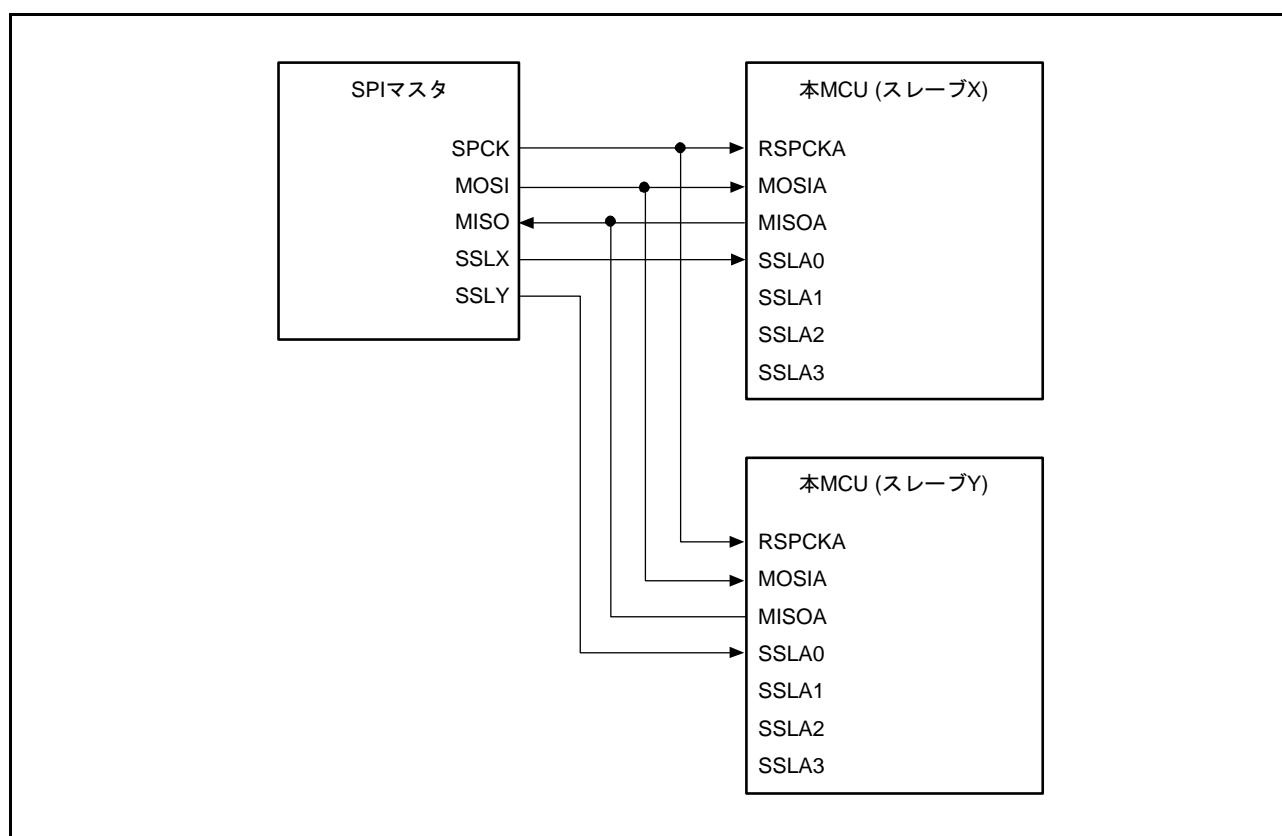 SPIマスタ
SPCK
MOSI
MISO
SSLX
SSLY
本MCU (スレーブX)
RSPCKA
MOSIA
MISOA
SSLA0
SSLA1
SSLA2
SSLA3
本MCU (スレーブY)
RSPCKA
MOSIA
MISOA
SSLA0
SSLA1
SSLA2
SSLA3